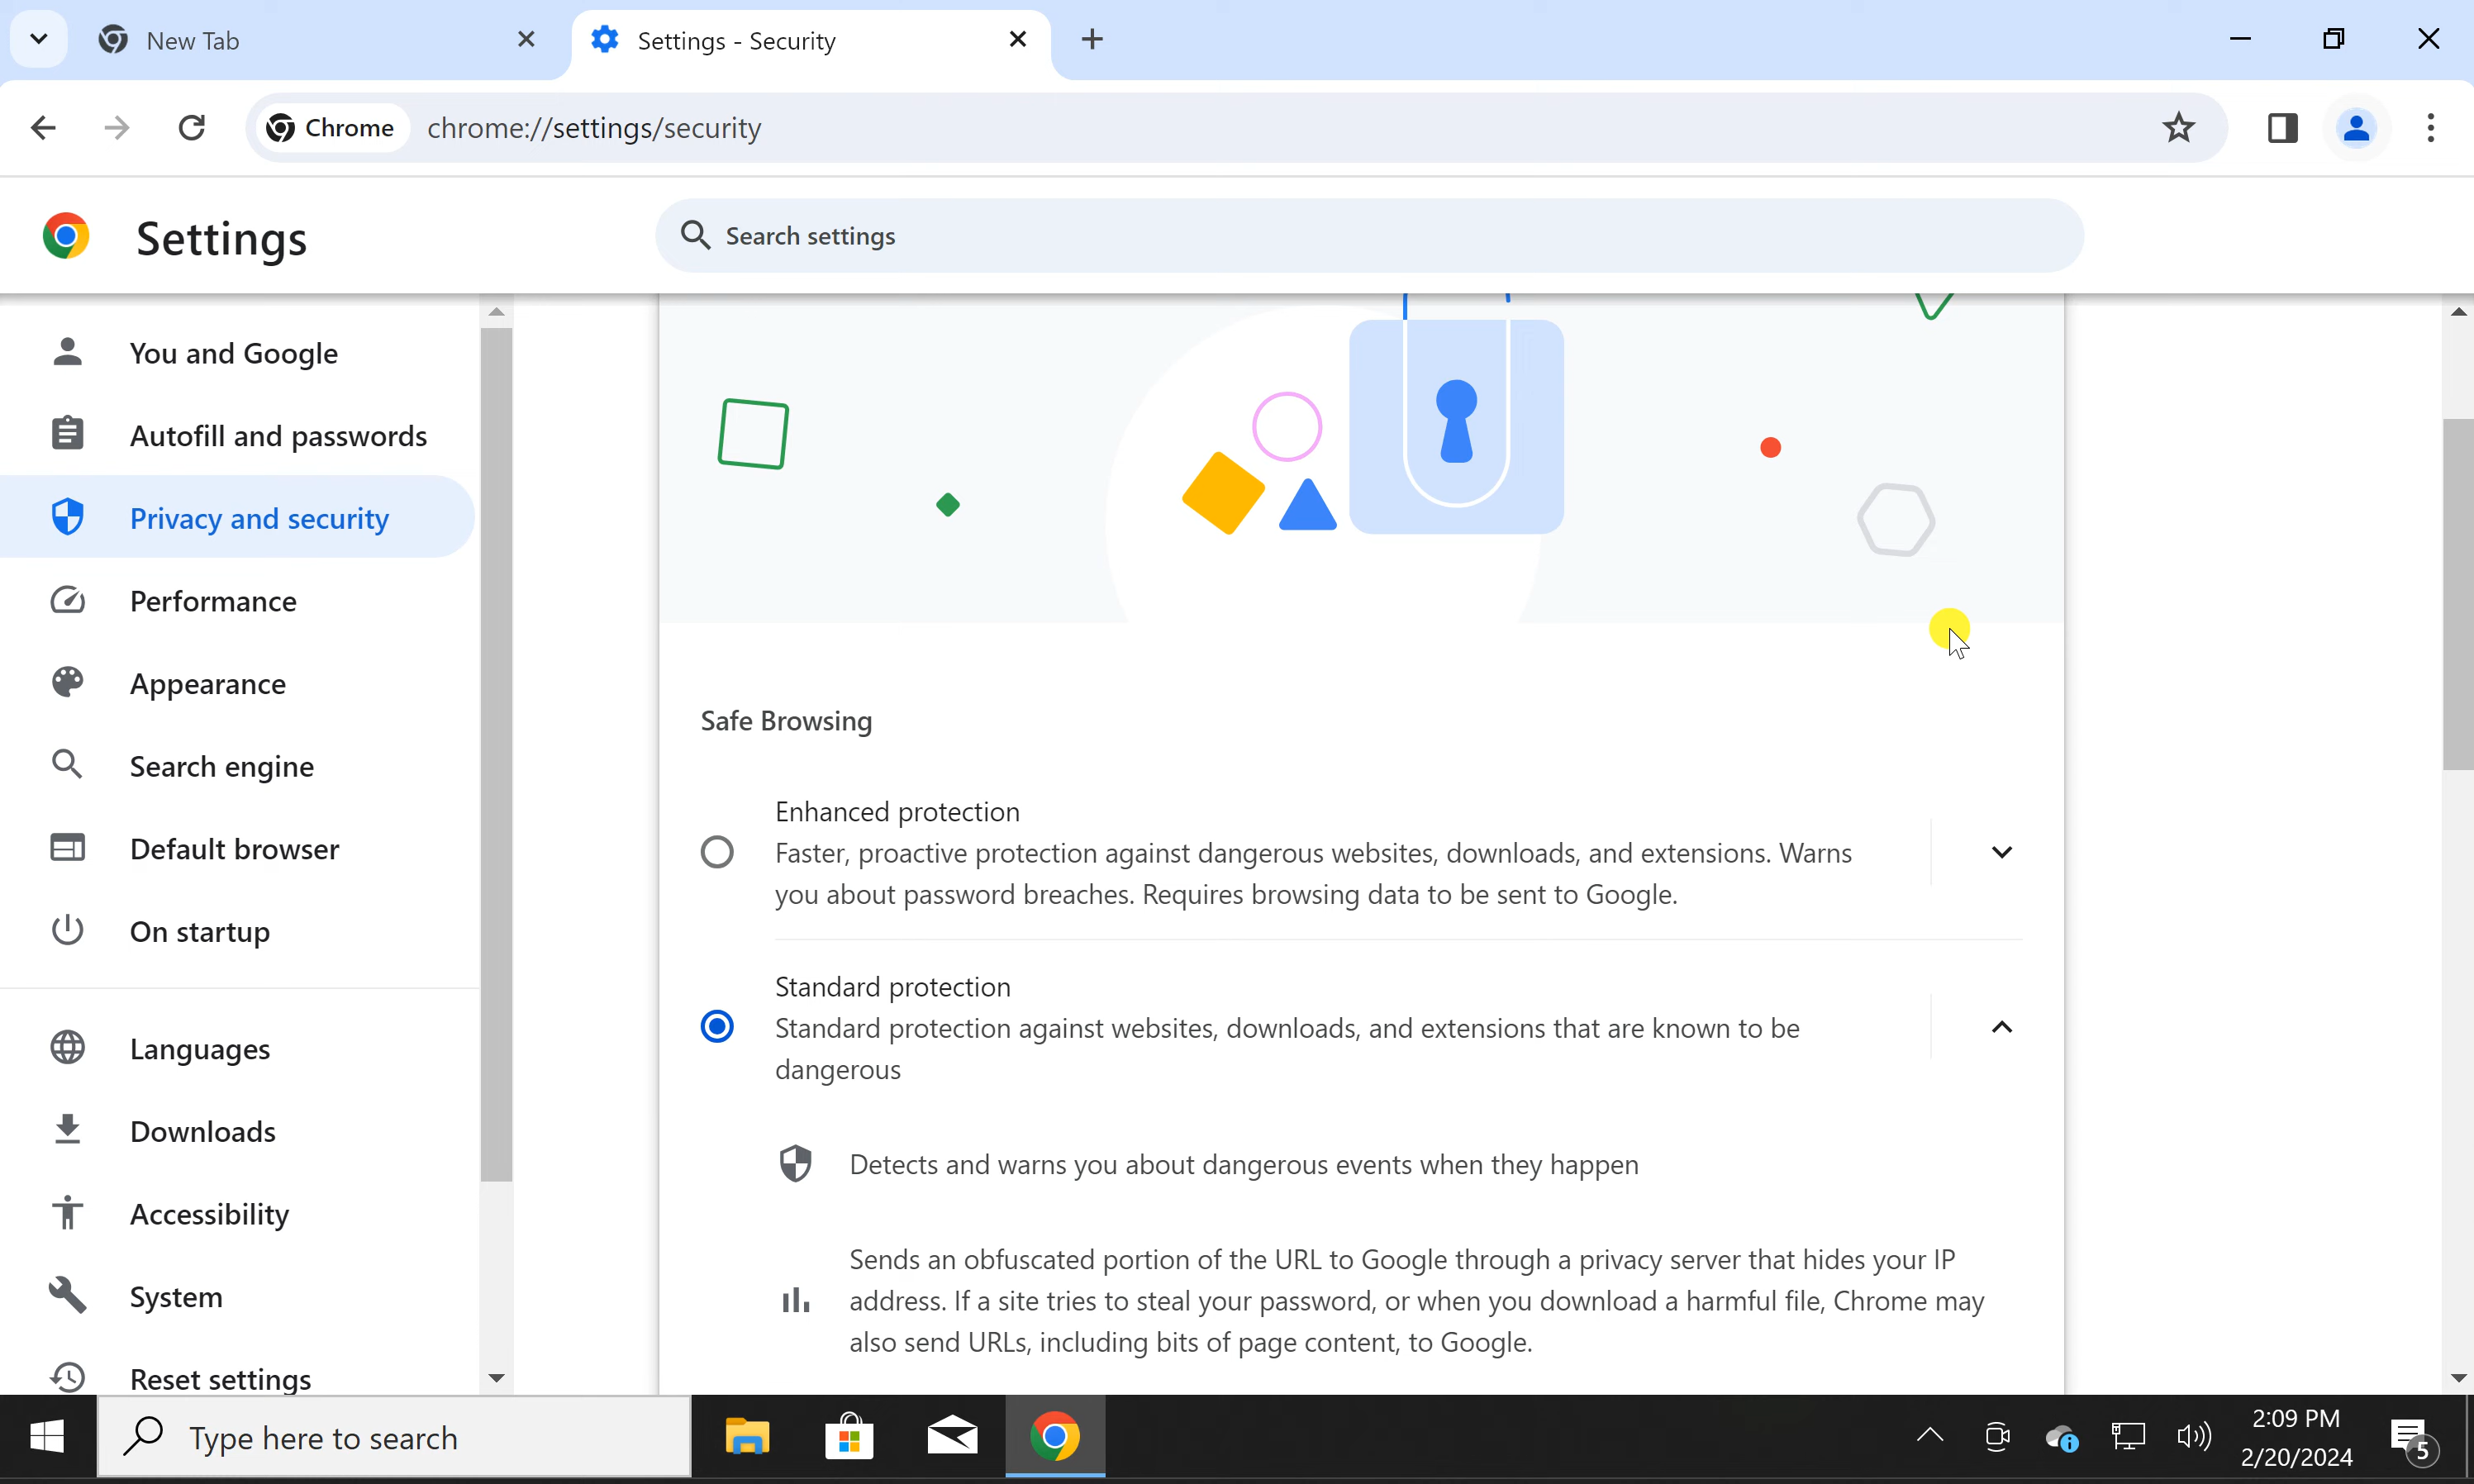 New Tab
Settings - Security
Chrome
chrome://settings/security
Settings
Search settings
You and Google
Autofill and passwords
Privacy and security
Performance
Appearance
Search engine
Default browser
On startup
Languages
Downloads
Accessibility
System
Reset settings
Safe Browsing
Enhanced protection
Faster, proactive protection against dangerous websites, downloads, and extensions. Warns
you about password breaches. Requires browsing data to be sent to Google.
Standard protection
Standard protection against websites, downloads, and extensions that are known to be
dangerous
Detects and warns you about dangerous events when they happen
Sends an obfuscated portion of the URL to Google through a privacy server that hides your IP
address. If a site tries to steal your password, or when you download a harmful file, Chrome may
also send URLs, including bits of page content, to Google.
Type here to search
2:09 PM
2/20/2024
5